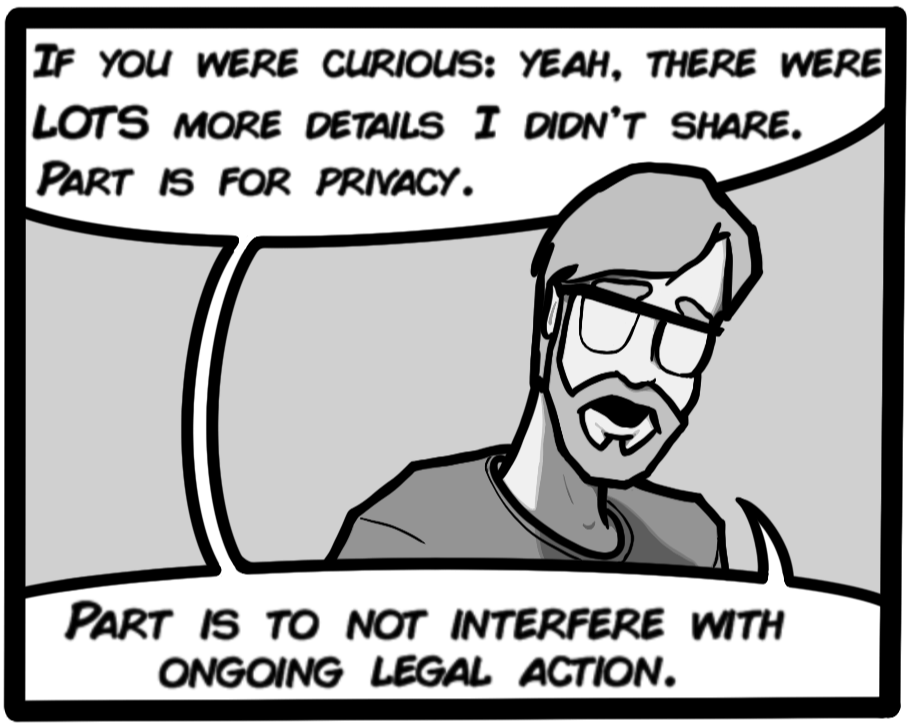 If you were curious: yeah, there were
LOTS more details I didn't share.
Part is for privacy.
Part is to not interfere with
ongoing legal action.